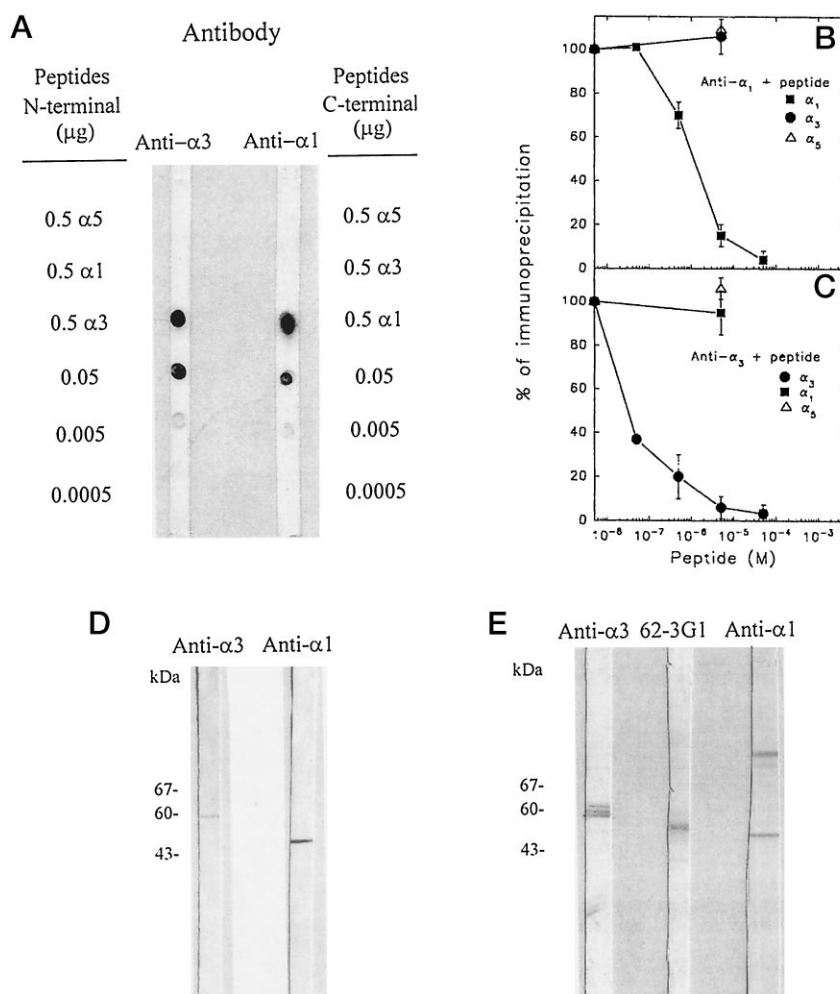 A
Antibody
Peptides
N-terminal
(µg)
Peptides
C-terminal
(µg)
Anti-α3 Anti-α1
0.5 α5
0.5 α1
0.5 α3
0.05
0.005
0.0005
0.5 α5
0.5 α3
0.5 α1
0.05
0.005
0.0005
B
100
80
60
40
20
0
Anti-α₁ + peptide
α₁
α₃
α₅
% of immunoprecipitation
C
100
80
60
40
20
0
Anti-α₃ + peptide
α₃
α₁
α₅
10⁻⁸ 10⁻⁷ 10⁻⁶ 10⁻⁵ 10⁻⁴ 10⁻³
Peptide (M)
D
Anti-α3 Anti-α1
kDa
67-
60-
43-
E
Anti-α3 62-3G1 Anti-α1
kDa
67-
60-
43-